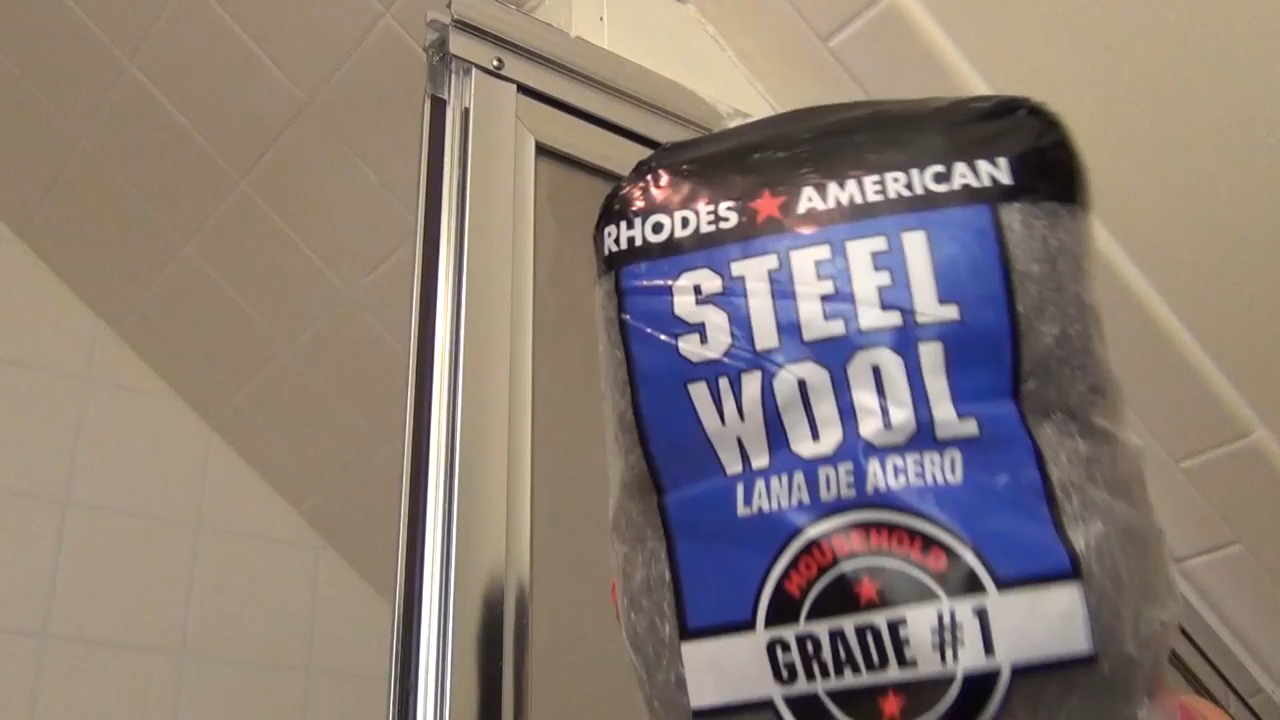 RHODES AMERICAN
STEEL
WOOL
LANA DE ACERO
HOUSEHOLD
GRADE #1